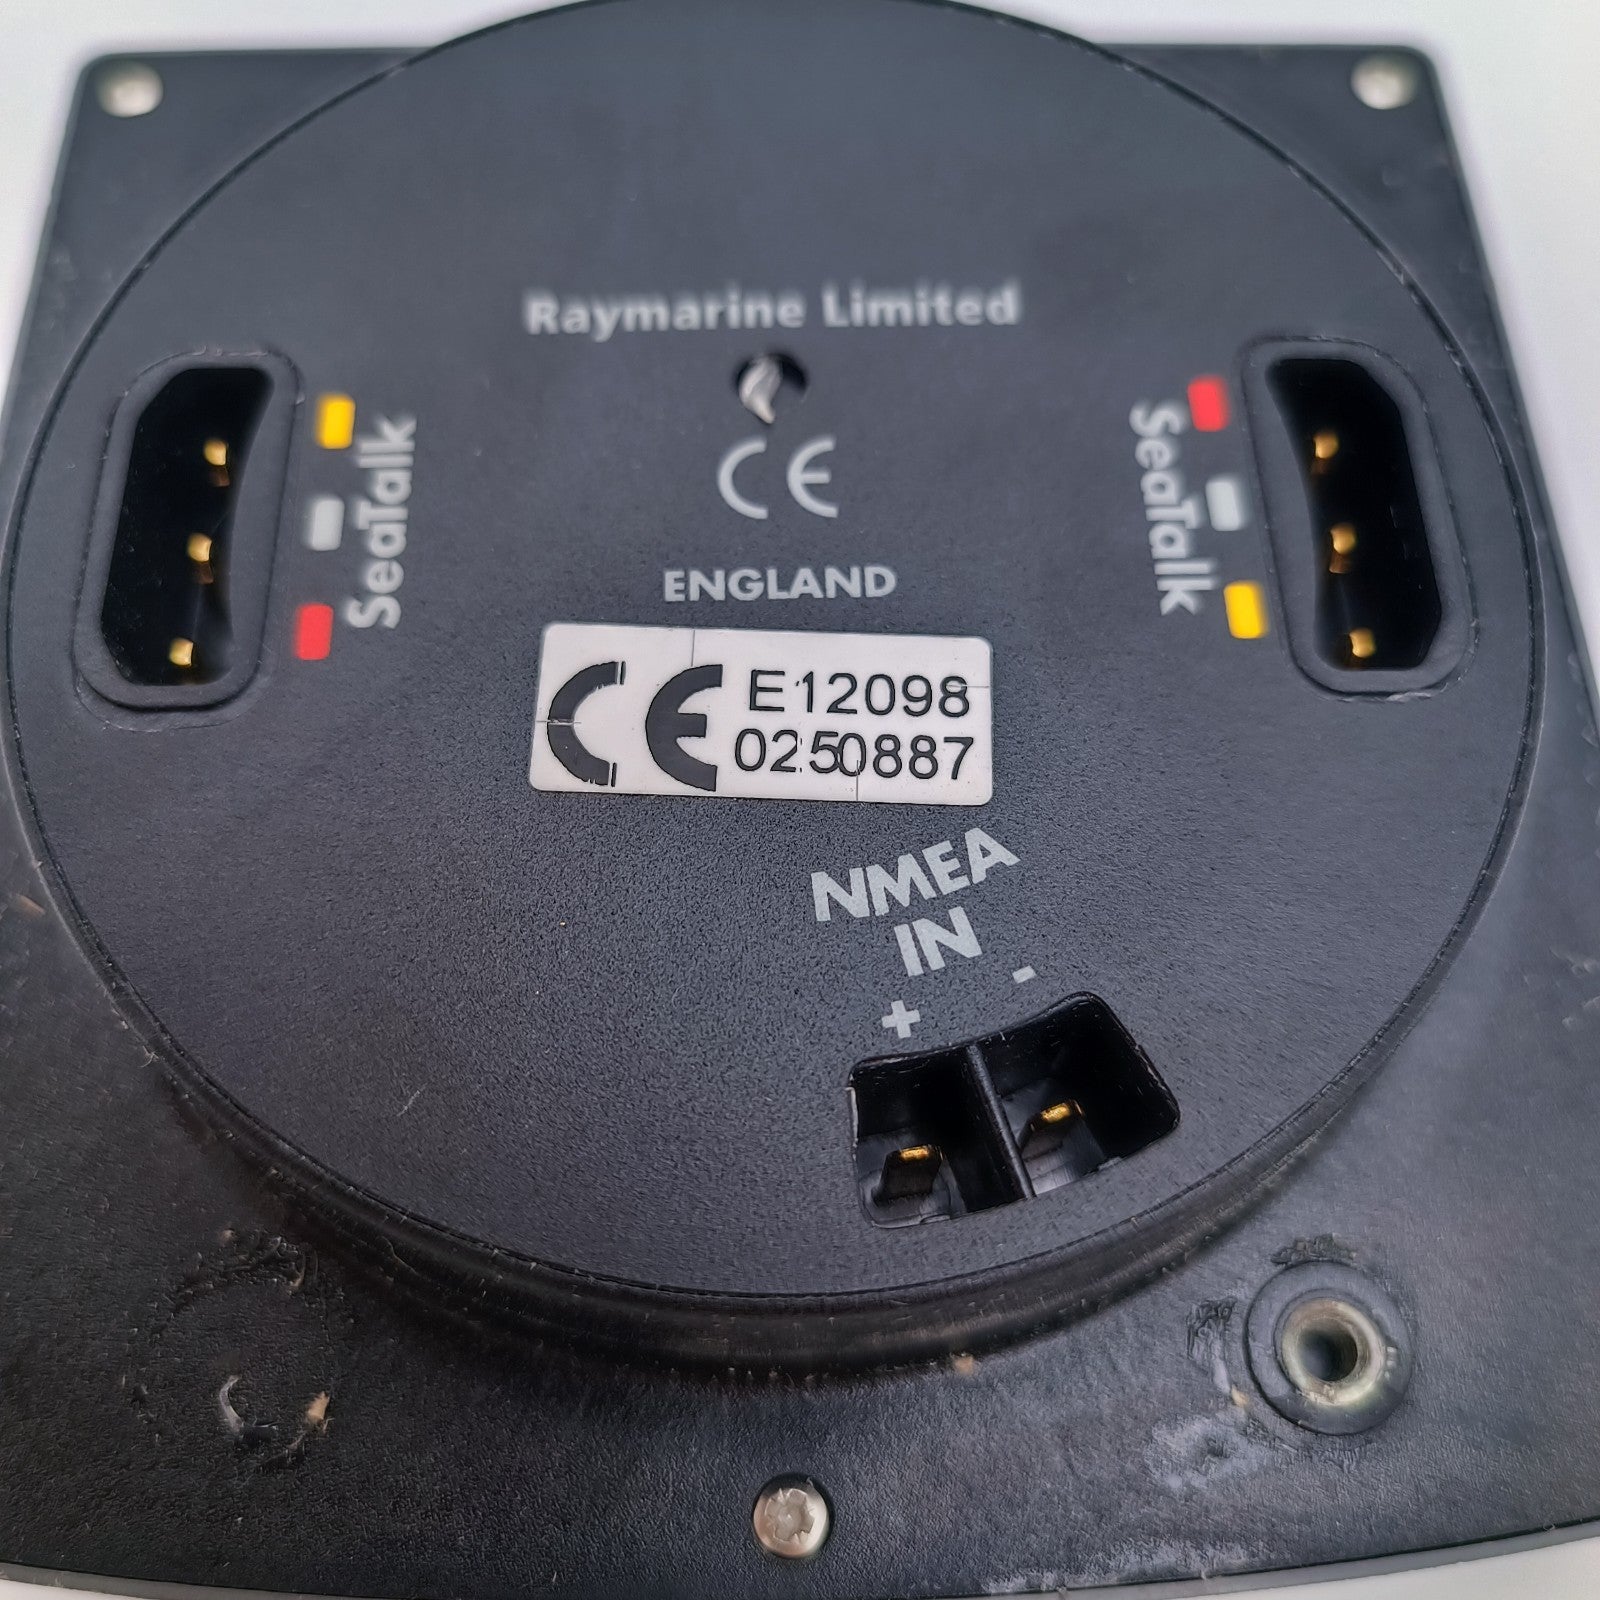 Raymarine Limited
CE
ENGLAND
SeaTalk
SeaTalk
CE E12098
0250887
NMEA
IN
+ -